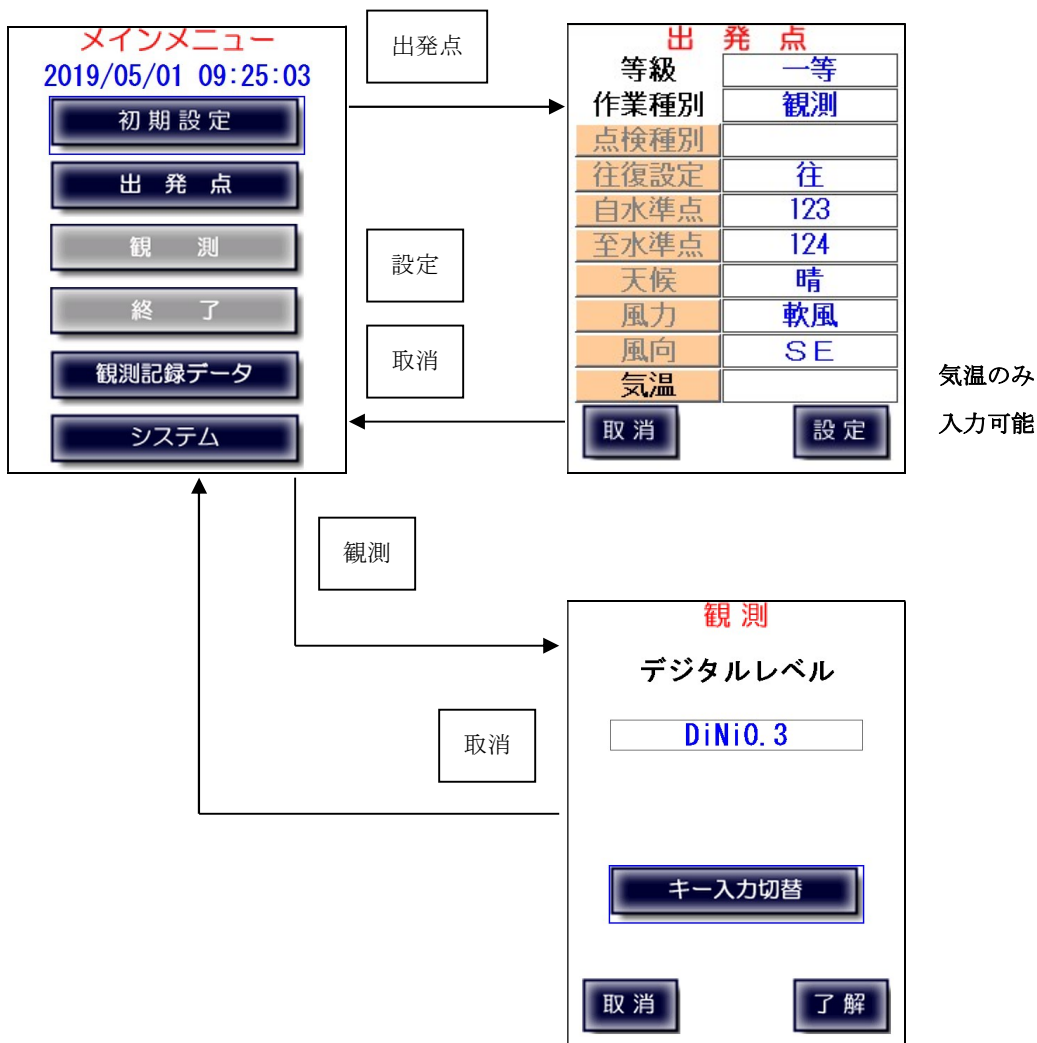 メインメニュー
2019/05/01 09:25:03
初期設定
出 発 点
観 測
終 了
観測記録データ
システム
出発点
設定
取消
出 発 点
等級 一等
作業種別 観測
点検種別
往復設定 往
自水準点 123
至水準点 124
天候 晴
風力 軟風
風向 SE
気温
取消 設定
気温のみ
入力可能
観測
取消
観 測
デジタルレベル
DiNi0.3
キー入力切替
取消 了解